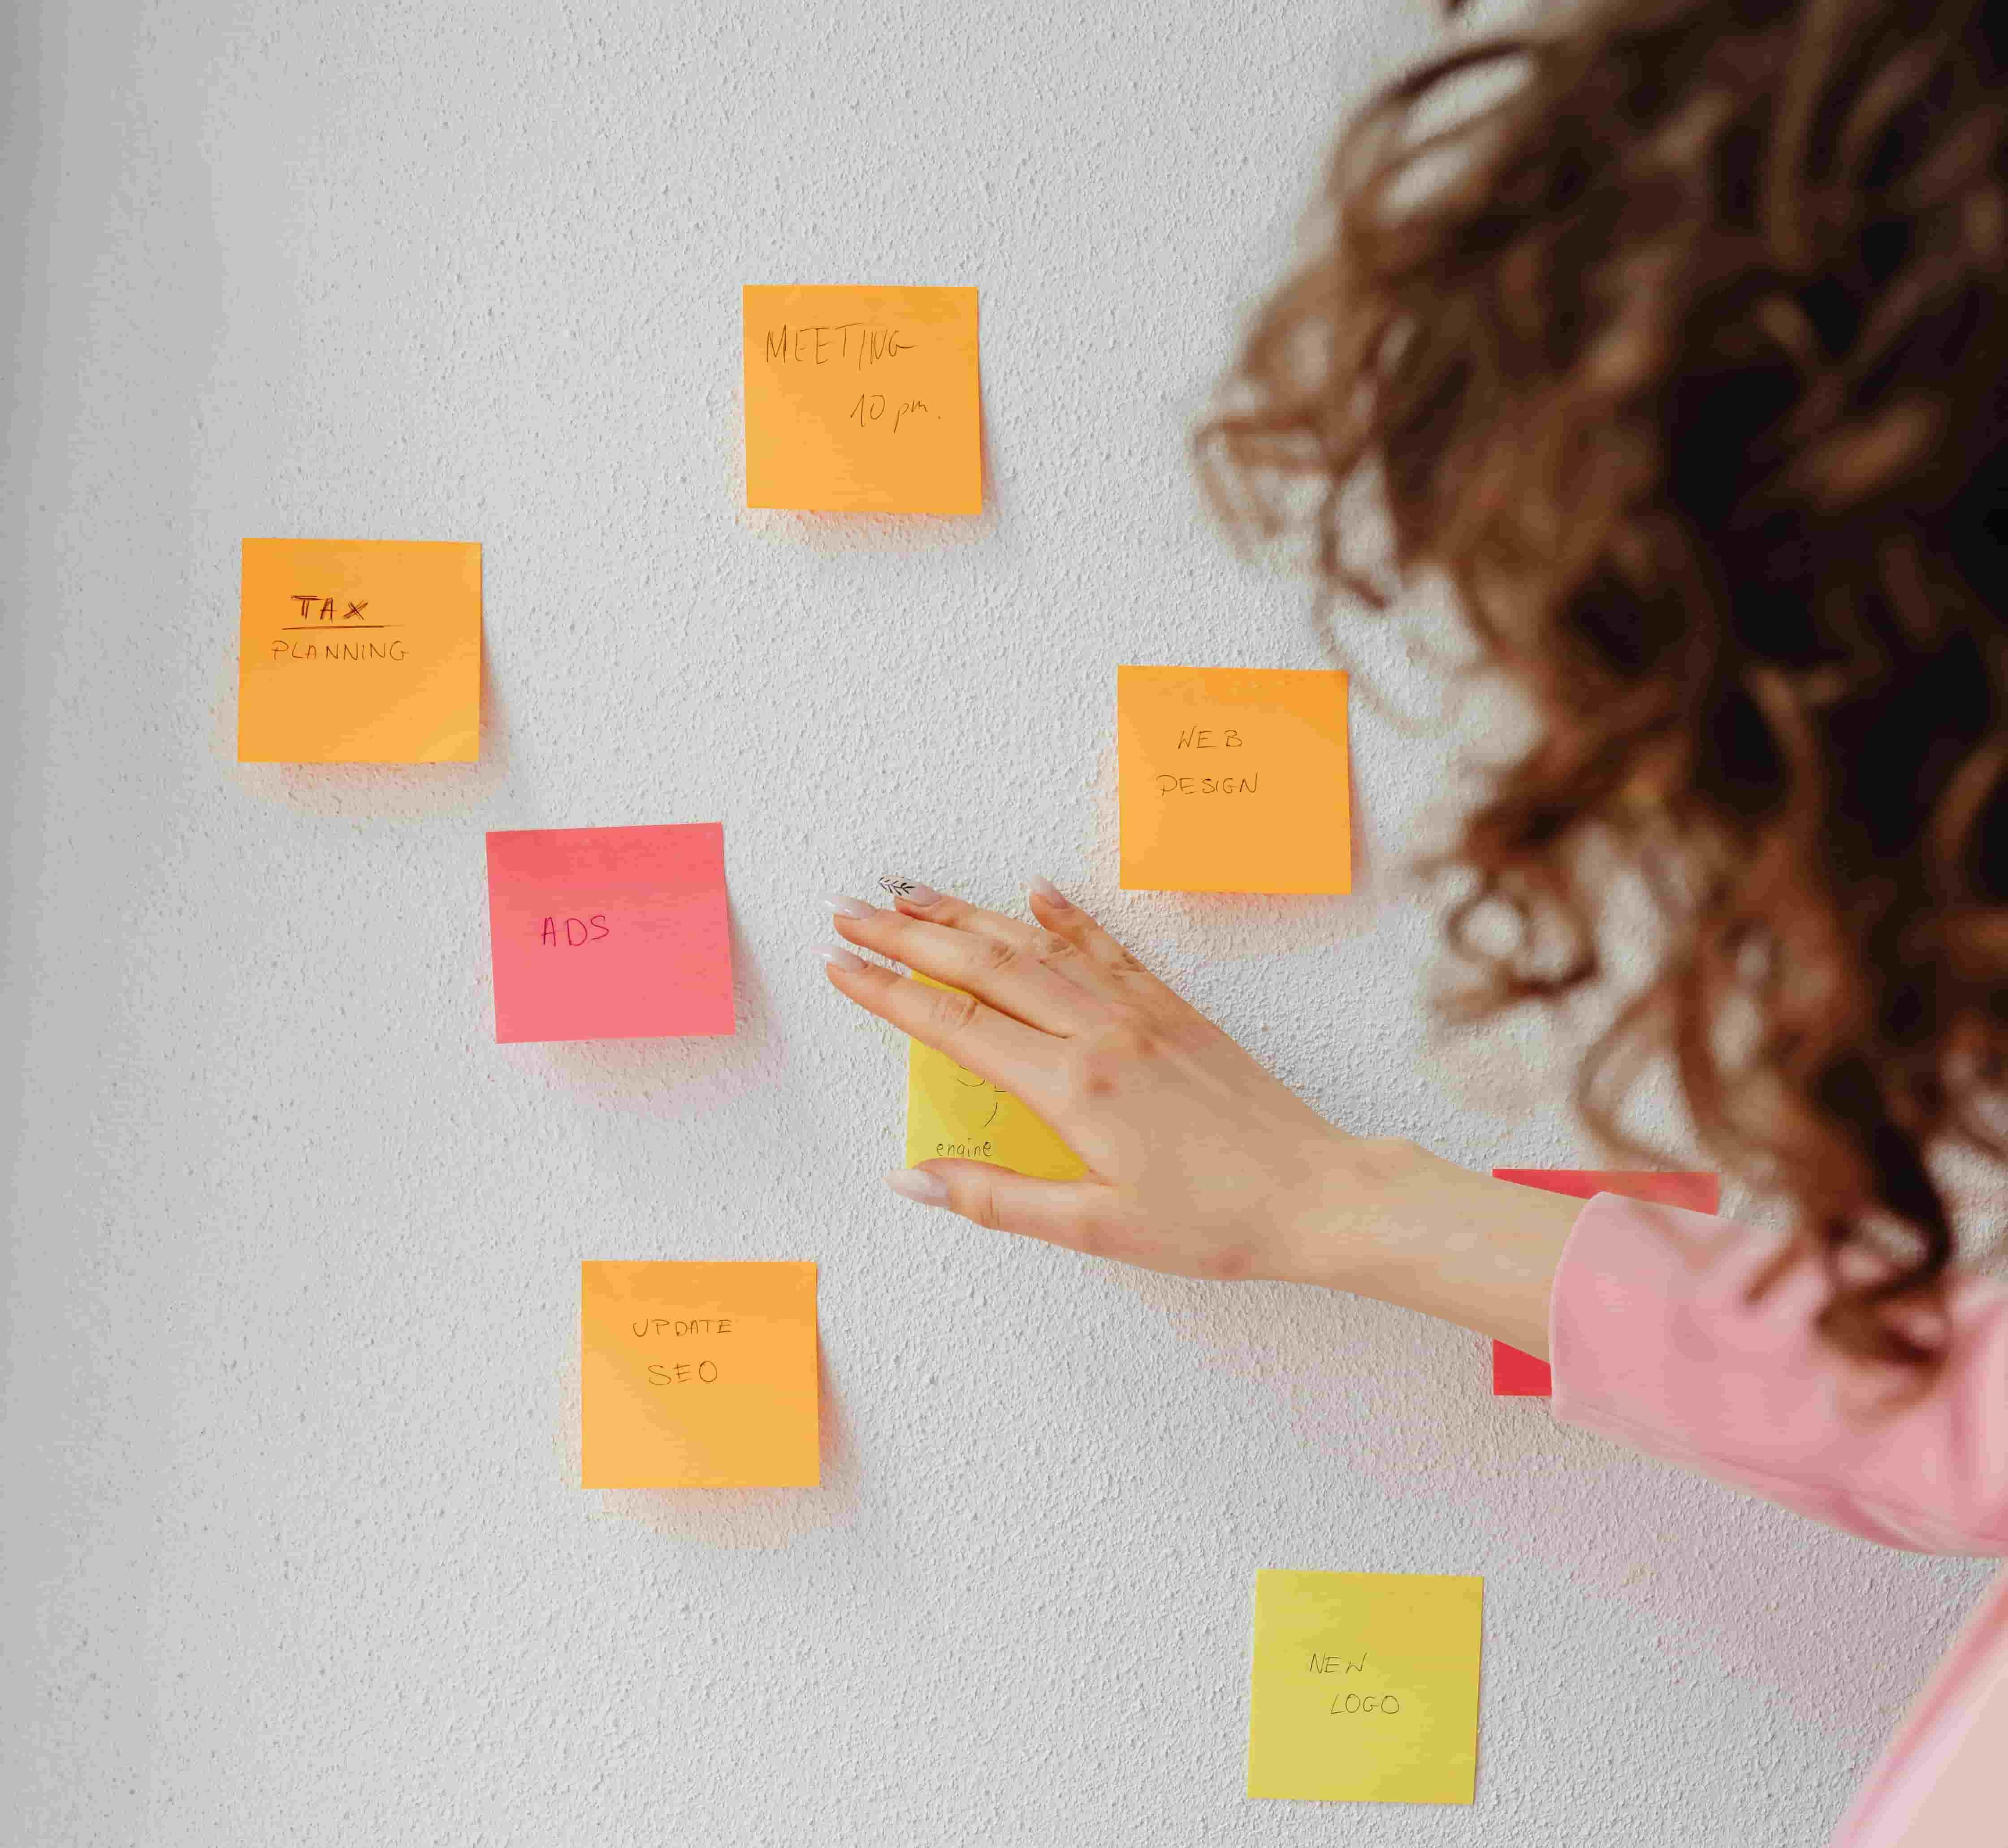 MEETING
10 pm.
TAX
PLANNING
WEB
DESIGN
ADS
engine
UPDATE
SEO
NEW
LOGO